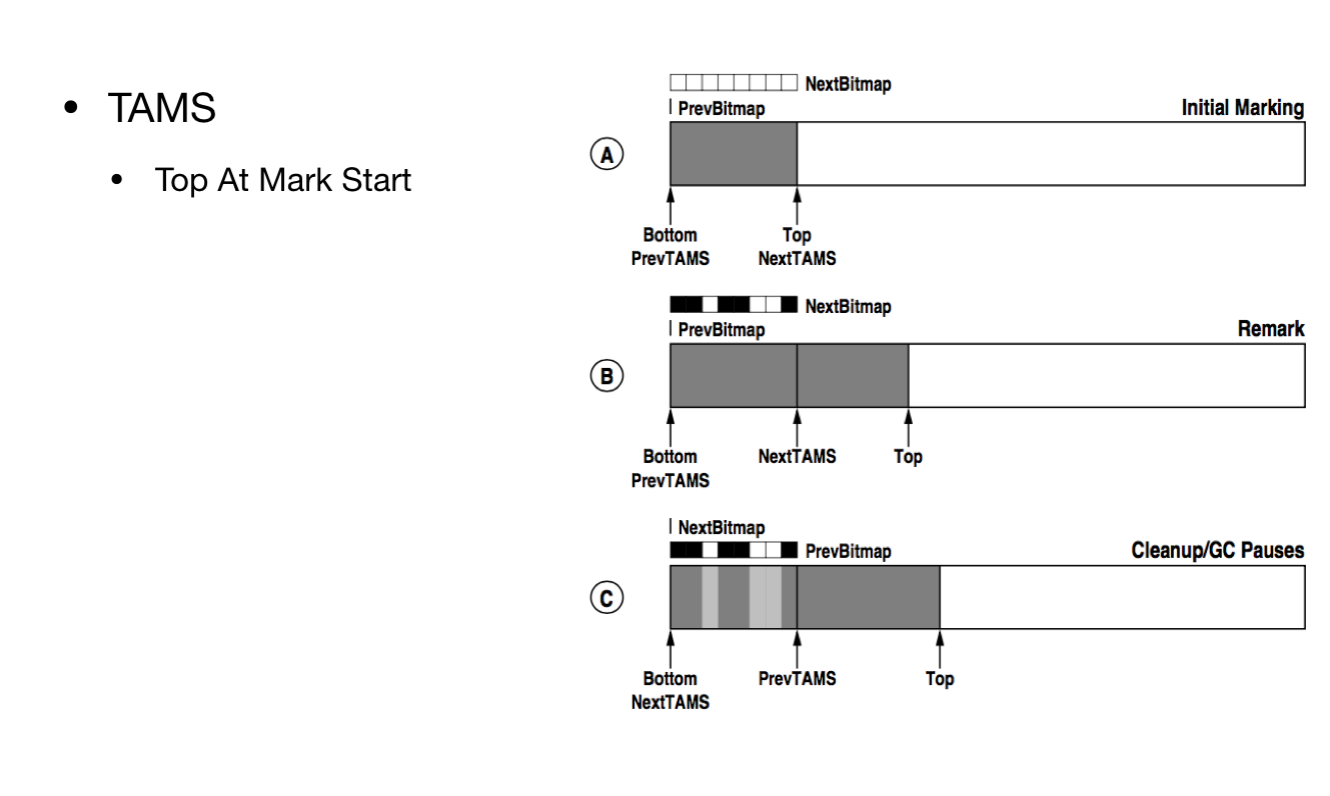 • TAMS
• Top At Mark Start
NextBitmap
PrevBitmap
Initial Marking
A
Bottom
PrevTAMS
Top
NextTAMS
NextBitmap
PrevBitmap
Remark
B
Bottom
PrevTAMS
NextTAMS
Top
NextBitmap
PrevBitmap
Cleanup/GC Pauses
C
Bottom
NextTAMS
PrevTAMS
Top